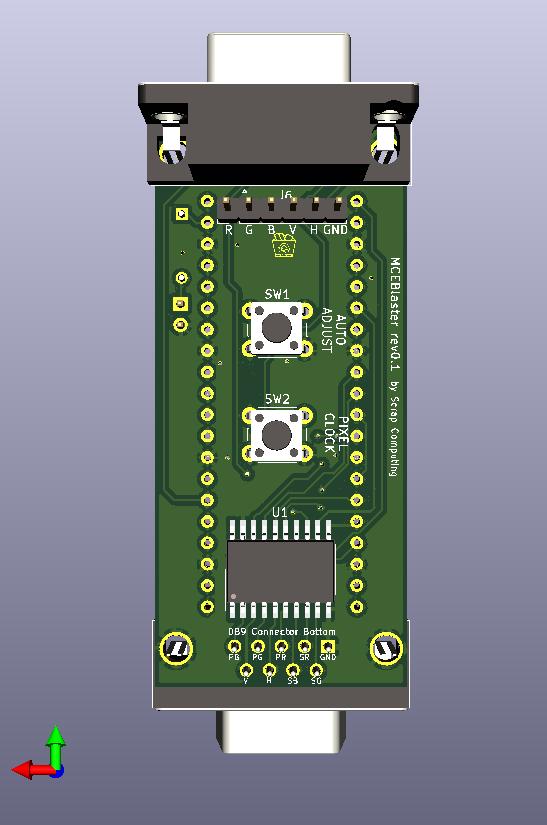 J6
R G B V H GND
SW1
AUTO
ADJUST
MCEBlaster rev0.1 by Scrap Computing
SW2
PIXEL
CLOCK
U1
DB9 Connector Bottom
PB PG PR SR GND
V H SB SG